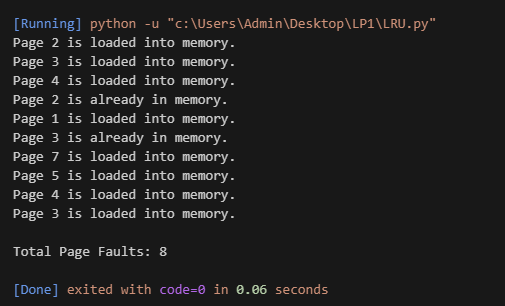 [Running] python -u "c:\Users\Admin\Desktop\LP1\LRU.py"
Page 2 is loaded into memory.
Page 3 is loaded into memory.
Page 4 is loaded into memory.
Page 2 is already in memory.
Page 1 is loaded into memory.
Page 3 is already in memory.
Page 7 is loaded into memory.
Page 5 is loaded into memory.
Page 4 is loaded into memory.
Page 3 is loaded into memory.
Total Page Faults: 8
[Done] exited with code=0 in 0.06 seconds